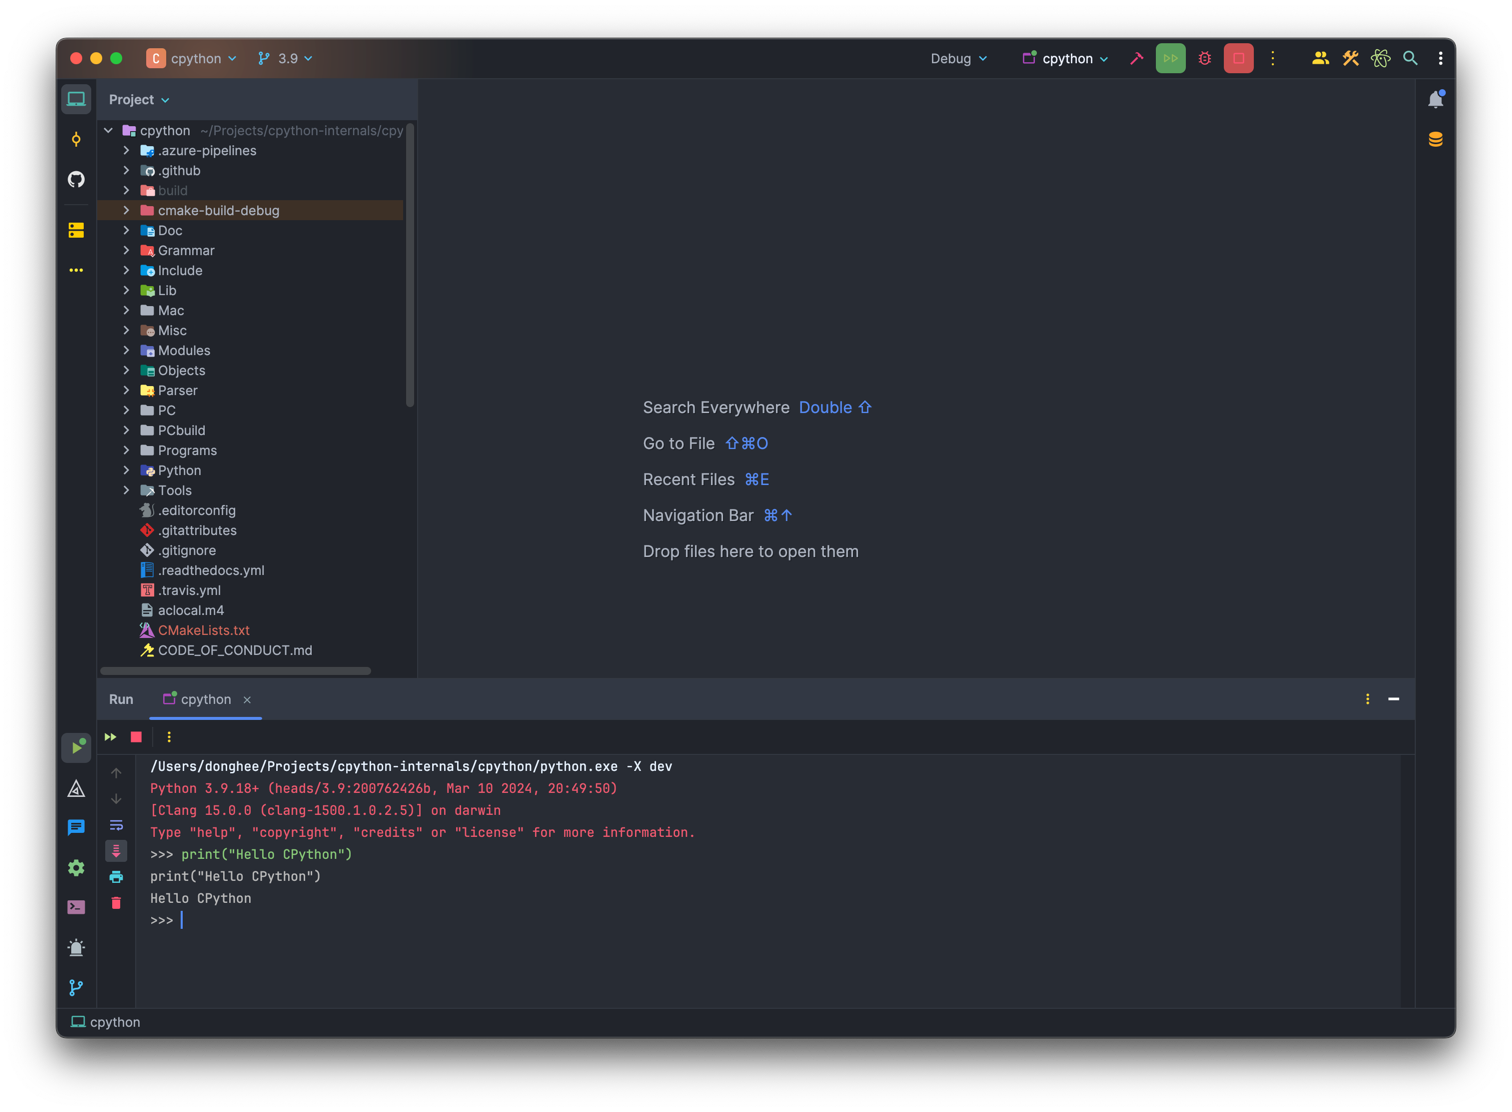 C cpython 3.9 Debug cpython
Project
cpython ~/Projects/cpython-internals/cpy
.azure-pipelines
.github
build
cmake-build-debug
Doc
Grammar
Include
Lib
Mac
Misc
Modules
Objects
Parser
PC
PCbuild
Programs
Python
Tools
.editorconfig
.gitattributes
.gitignore
.readthedocs.yml
.travis.yml
aclocal.m4
CMakeLists.txt
CODE_OF_CONDUCT.md
Search Everywhere Double ⇧
Go to File ⇧⌘O
Recent Files ⌘E
Navigation Bar ⌘↑
Drop files here to open them
Run cpython ×
/Users/donghee/Projects/cpython-internals/cpython/python.exe -X dev
Python 3.9.18+ (heads/3.9:200762426b, Mar 10 2024, 20:49:50)
[Clang 15.0.0 (clang-1500.1.0.2.5)] on darwin
Type "help", "copyright", "credits" or "license" for more information.
>>> print("Hello CPython")
print("Hello CPython")
Hello CPython
>>>
cpython